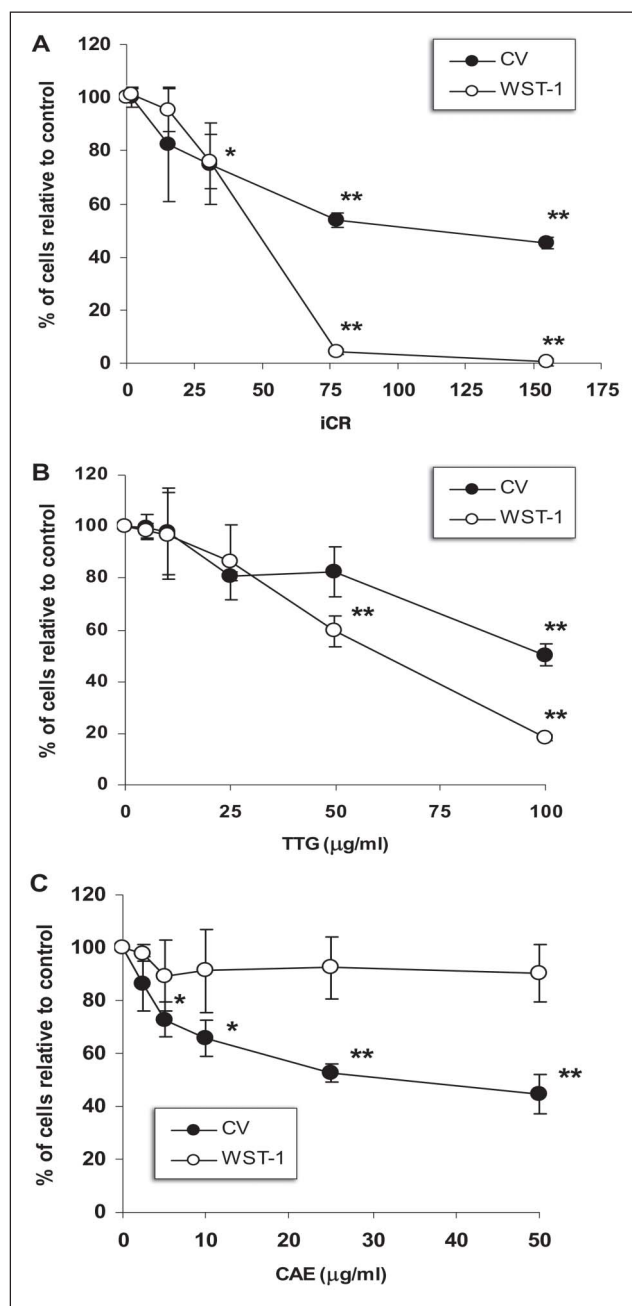 A
120
100
80
60
40
20
0
% of cells relative to control
CV
WST-1
*
**
**
**
**
0 25 50 75 100 125 150 175
iCR
B
120
100
80
60
40
20
0
% of cells relative to control
CV
WST-1
**
**
**
0 25 50 75 100
TTG (μg/ml)
C
120
100
80
60
40
20
0
% of cells relative to control
*
*
**
**
CV
WST-1
0 10 20 30 40 50
CAE (μg/ml)